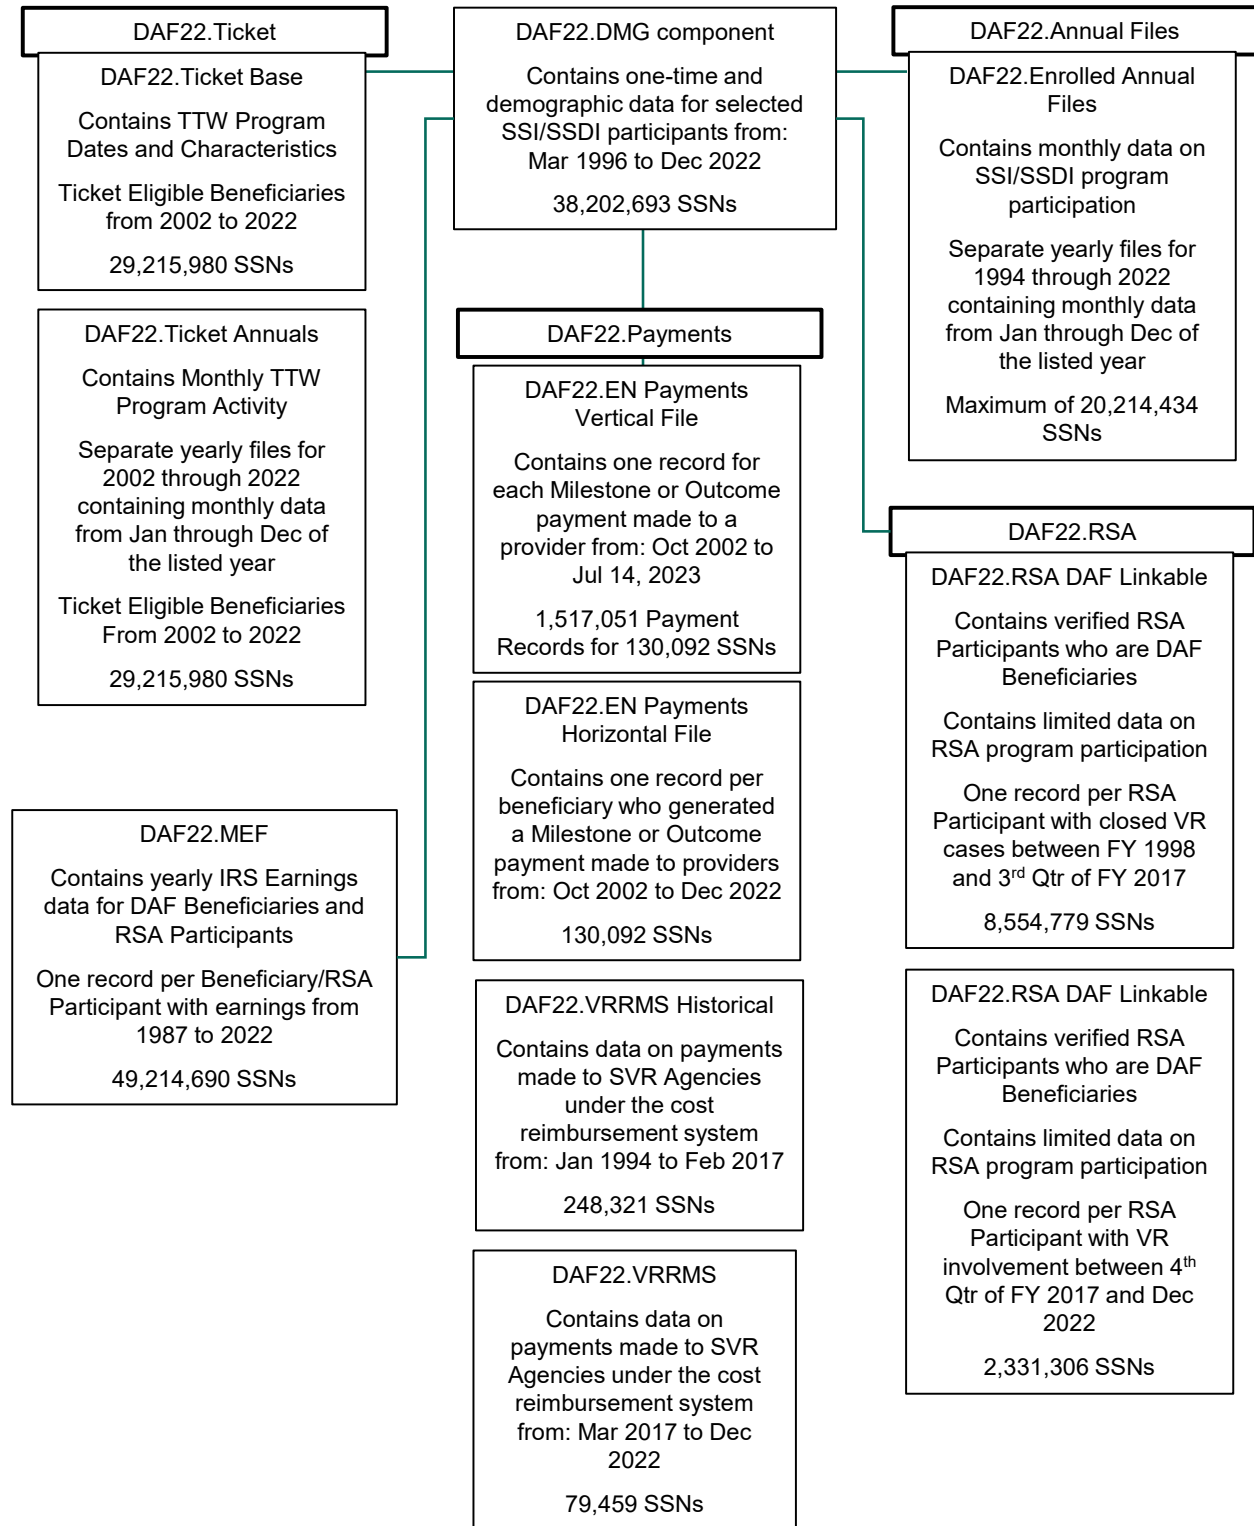 DAF22.Ticket
DAF22.Ticket Base
Contains TTW Program
Dates and Characteristics
Ticket Eligible Beneficiaries
from 2002 to 2022
29,215,980 SSNs
DAF22.Ticket Annuals
Contains Monthly TTW
Program Activity
Separate yearly files for
2002 through 2022
containing monthly data
from Jan through Dec of
the listed year
Ticket Eligible Beneficiaries
From 2002 to 2022
29,215,980 SSNs
DAF22.MEF
Contains yearly IRS Earnings
data for DAF Beneficiaries and
RSA Participants
One record per Beneficiary/RSA
Participant with earnings from
1987 to 2022
49,214,690 SSNs
DAF22.DMG component
Contains one-time and
demographic data for selected
SSI/SSDI participants from:
Mar 1996 to Dec 2022
38,202,693 SSNs
DAF22.Payments
DAF22.EN Payments
Vertical File
Contains one record for
each Milestone or Outcome
payment made to a
provider from: Oct 2002 to
Jul 14, 2023
1,517,051 Payment
Records for 130,092 SSNs
DAF22.EN Payments
Horizontal File
Contains one record per
beneficiary who generated
a Milestone or Outcome
payment made to providers
from: Oct 2002 to Dec 2022
130,092 SSNs
DAF22.VRRMS Historical
Contains data on payments
made to SVR Agencies
under the cost
reimbursement system
from: Jan 1994 to Feb 2017
248,321 SSNs
DAF22.VRRMS
Contains data on
payments made to SVR
Agencies under the cost
reimbursement system
from: Mar 2017 to Dec
2022
79,459 SSNs
DAF22.Annual Files
DAF22.Enrolled Annual
Files
Contains monthly data on
SSI/SSDI program
participation
Separate yearly files for
1994 through 2022
containing monthly data
from Jan through Dec of
the listed year
Maximum of 20,214,434
SSNs
DAF22.RSA
DAF22.RSA DAF Linkable
Contains verified RSA
Participants who are DAF
Beneficiaries
Contains limited data on
RSA program participation
One record per RSA
Participant with closed VR
cases between FY 1998
and 3rd Qtr of FY 2017
8,554,779 SSNs
DAF22.RSA DAF Linkable
Contains verified RSA
Participants who are DAF
Beneficiaries
Contains limited data on
RSA program participation
One record per RSA
Participant with VR
involvement between 4th
Qtr of FY 2017 and Dec
2022
2,331,306 SSNs